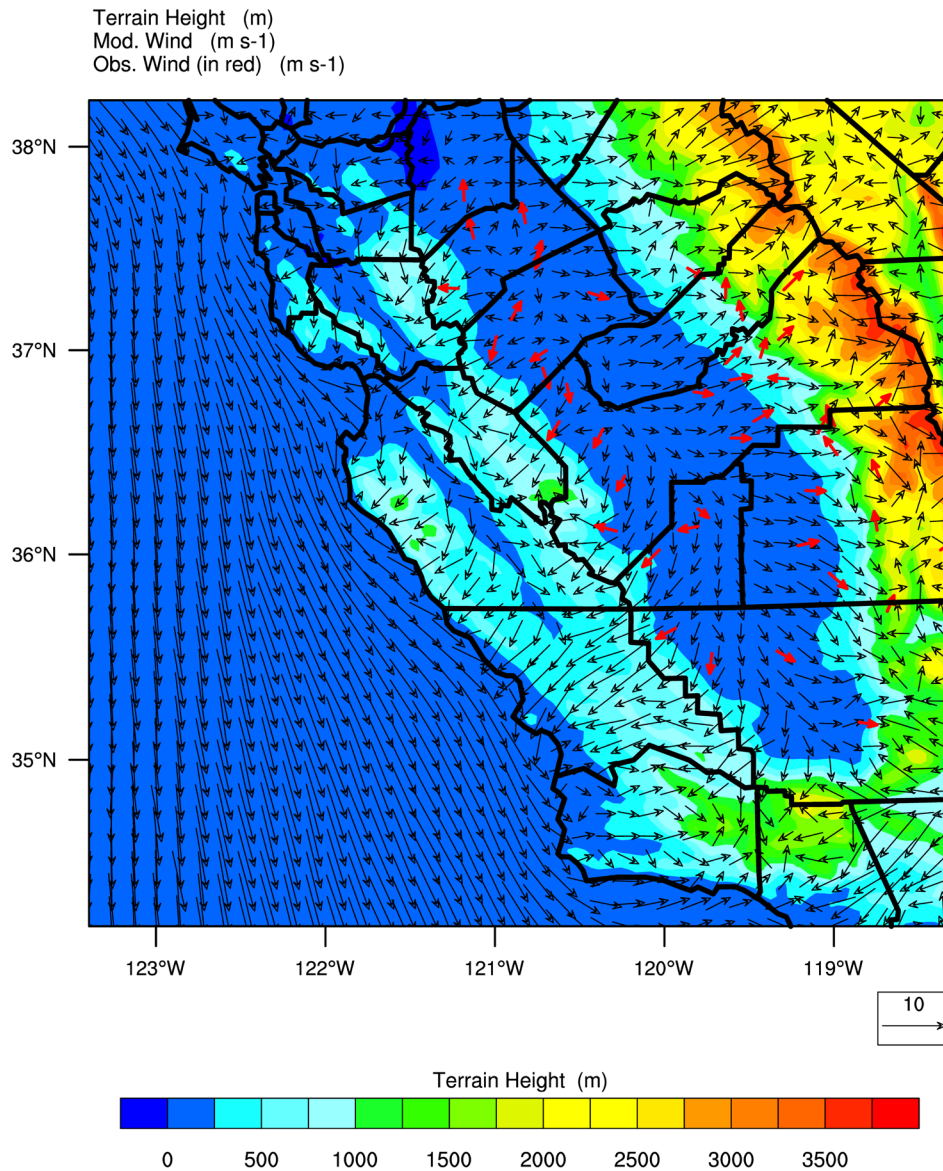 Terrain Height (m)
Mod. Wind (m s-1)
Obs. Wind (in red) (m s-1)
38°N
37°N
36°N
35°N
123°W 122°W 121°W 120°W 119°W
10
Terrain Height (m)
0 500 1000 1500 2000 2500 3000 3500